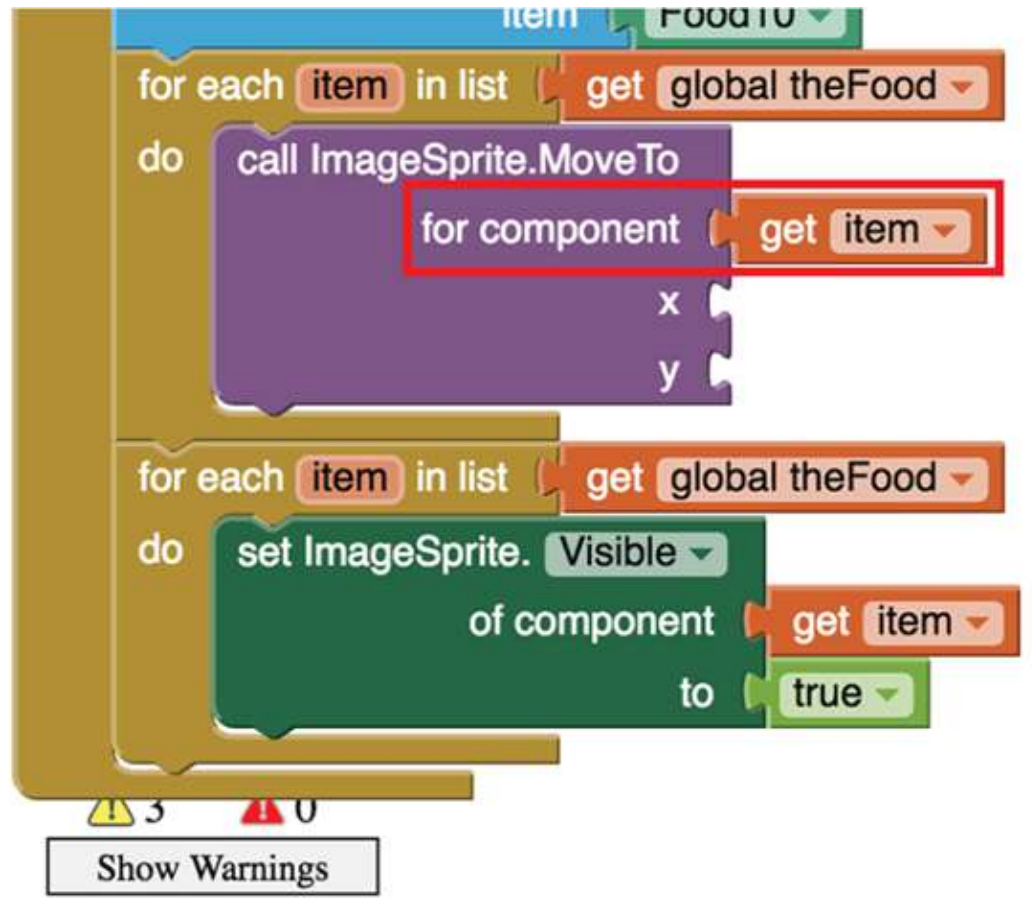 item Food10
for each item in list get global theFood
do call ImageSprite.MoveTo
for component get item
x
y
for each item in list get global theFood
do set ImageSprite. Visible
of component get item
to true
3 0
Show Warnings